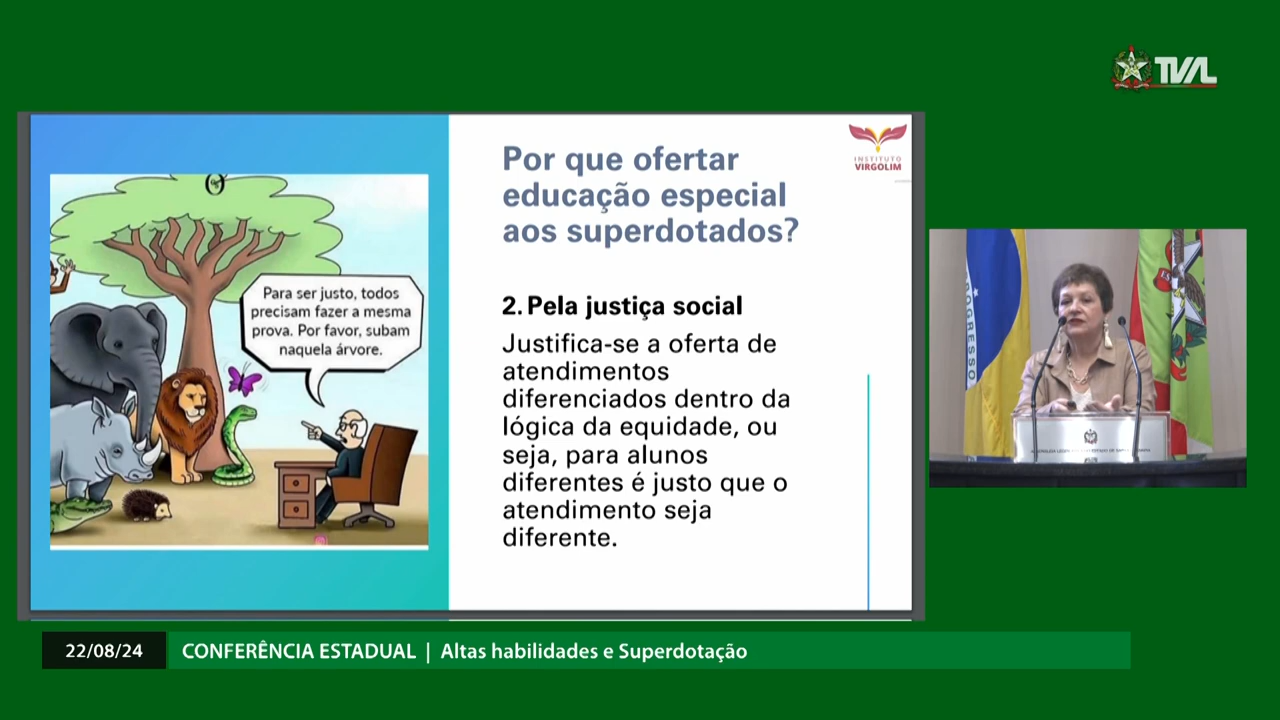 TVAL
INSTITUTO
VIRGOLIM
Por que ofertar
educação especial
aos superdotados?
Para ser justo, todos
precisam fazer a mesma
prova. Por favor, subam
naquela árvore.
2. Pela justiça social
Justifica-se a oferta de
atendimentos
diferenciados dentro da
lógica da equidade, ou
seja, para alunos
diferentes é justo que o
atendimento seja
diferente.
PROGRESSO
22/08/24 CONFERÊNCIA ESTADUAL | Altas habilidades e Superdotação